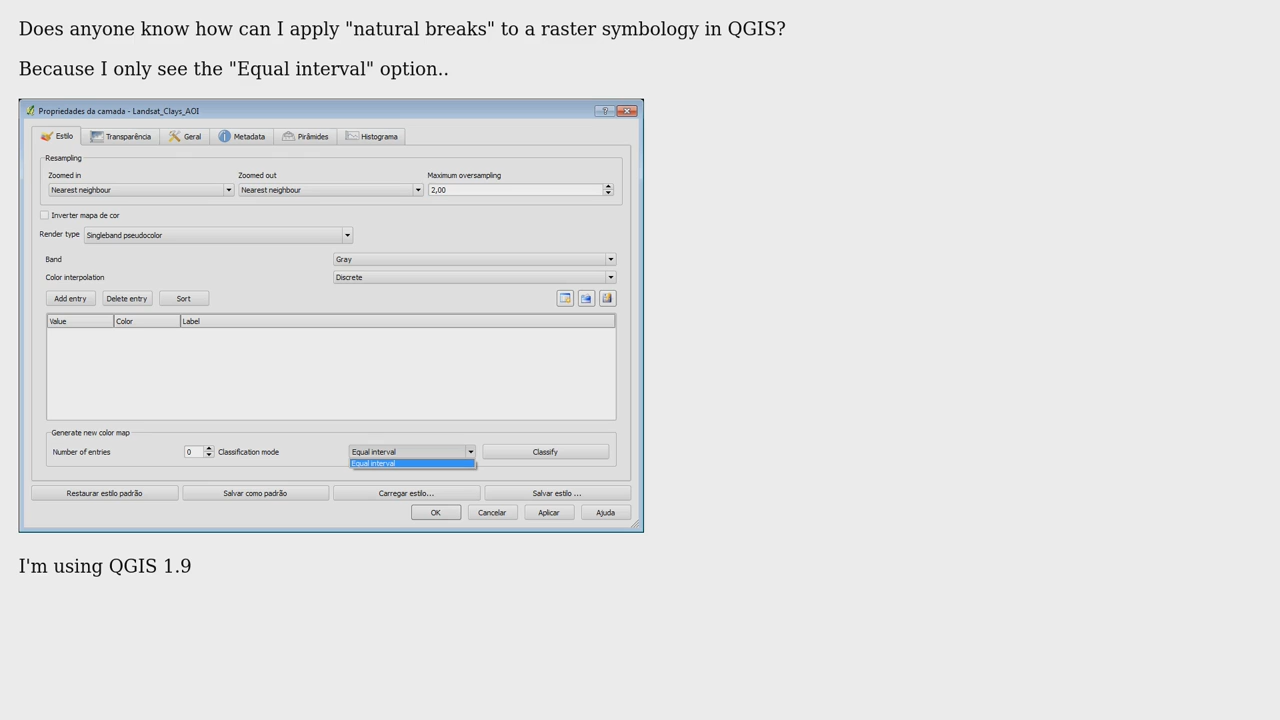 Does anyone know how can I apply "natural breaks" to a raster symbology in QGIS?
Because I only see the "Equal interval" option..
Propriedades da camada - Landsat_Clays_AOI
Estilo Transparência Geral Metadata Pirâmides Histograma
Resampling
Zoomed in Zoomed out Maximum oversampling
Nearest neighbour Nearest neighbour 2,00
Inverter mapa de cor
Render type Singleband pseudocolor
Band Gray
Color interpolation Discrete
Add entry Delete entry Sort
Value Color Label
Generate new color map
Number of entries 0 Classification mode Equal interval Classify
Equal interval
Restaurar estilo padrão Salvar como padrão Carregar estilo... Salvar estilo ...
OK Cancelar Aplicar Ajuda
I'm using QGIS 1.9